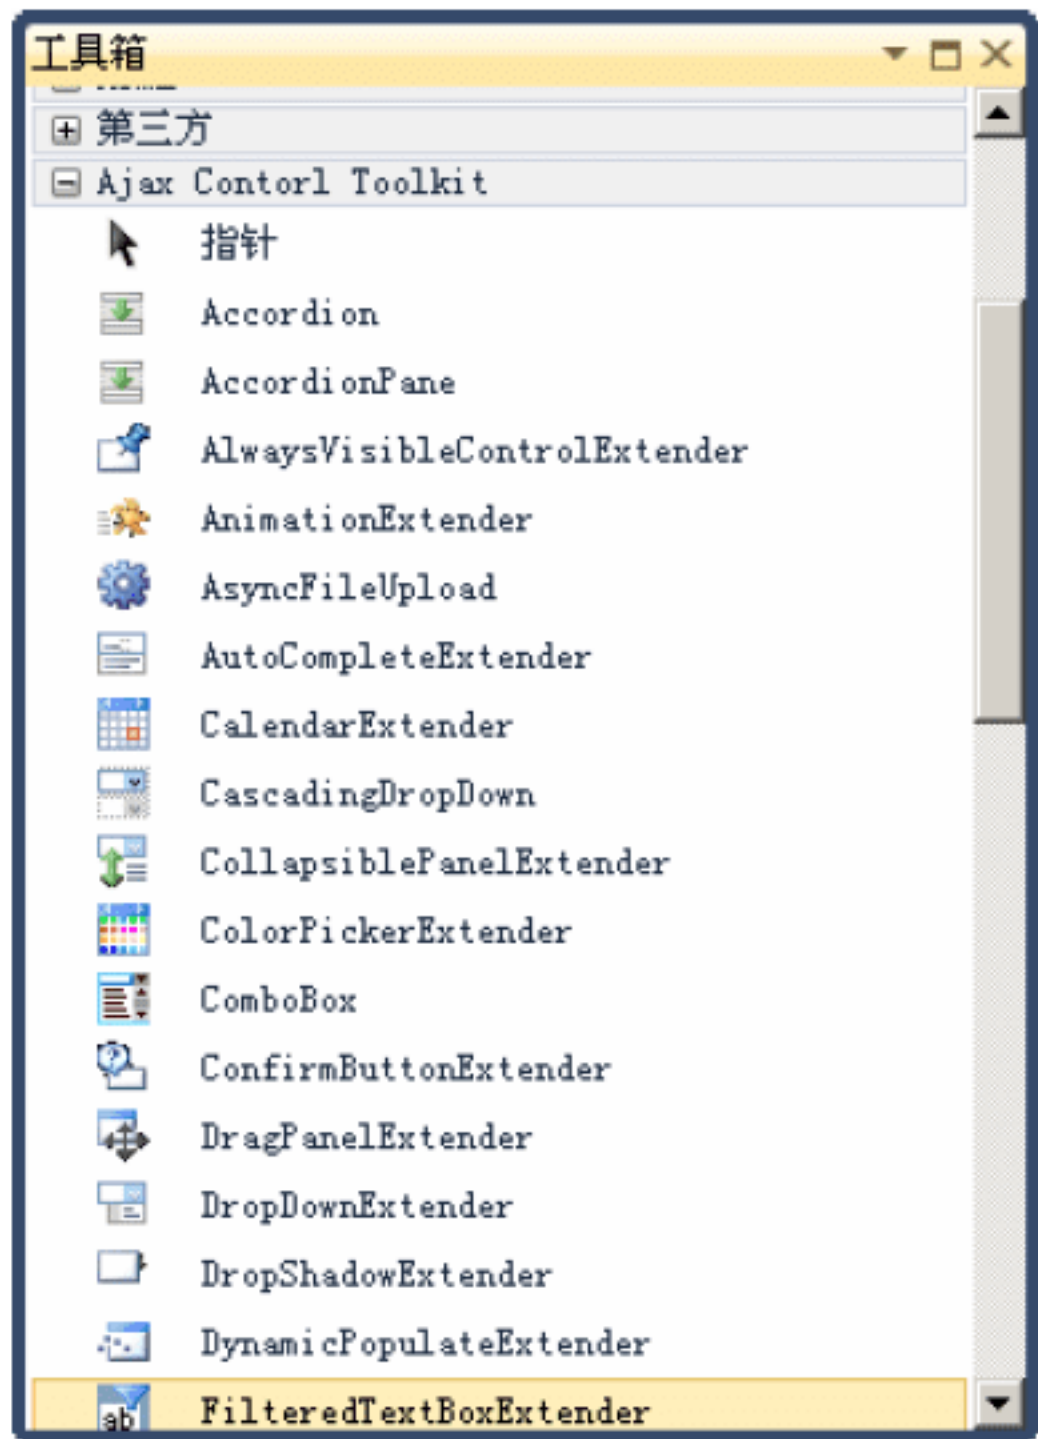 工具箱
第三方
Ajax Contorl Toolkit
指针
Accordion
AccordionPane
AlwaysVisibleControlExtender
AnimationExtender
AsyncFileUpload
AutoCompleteExtender
CalendarExtender
CascadingDropDown
CollapsiblePanelExtender
ColorPickerExtender
ComboBox
ConfirmButtonExtender
DragPanelExtender
DropDownExtender
DropShadowExtender
DynamicPopulateExtender
ab
FilteredTextBoxExtender